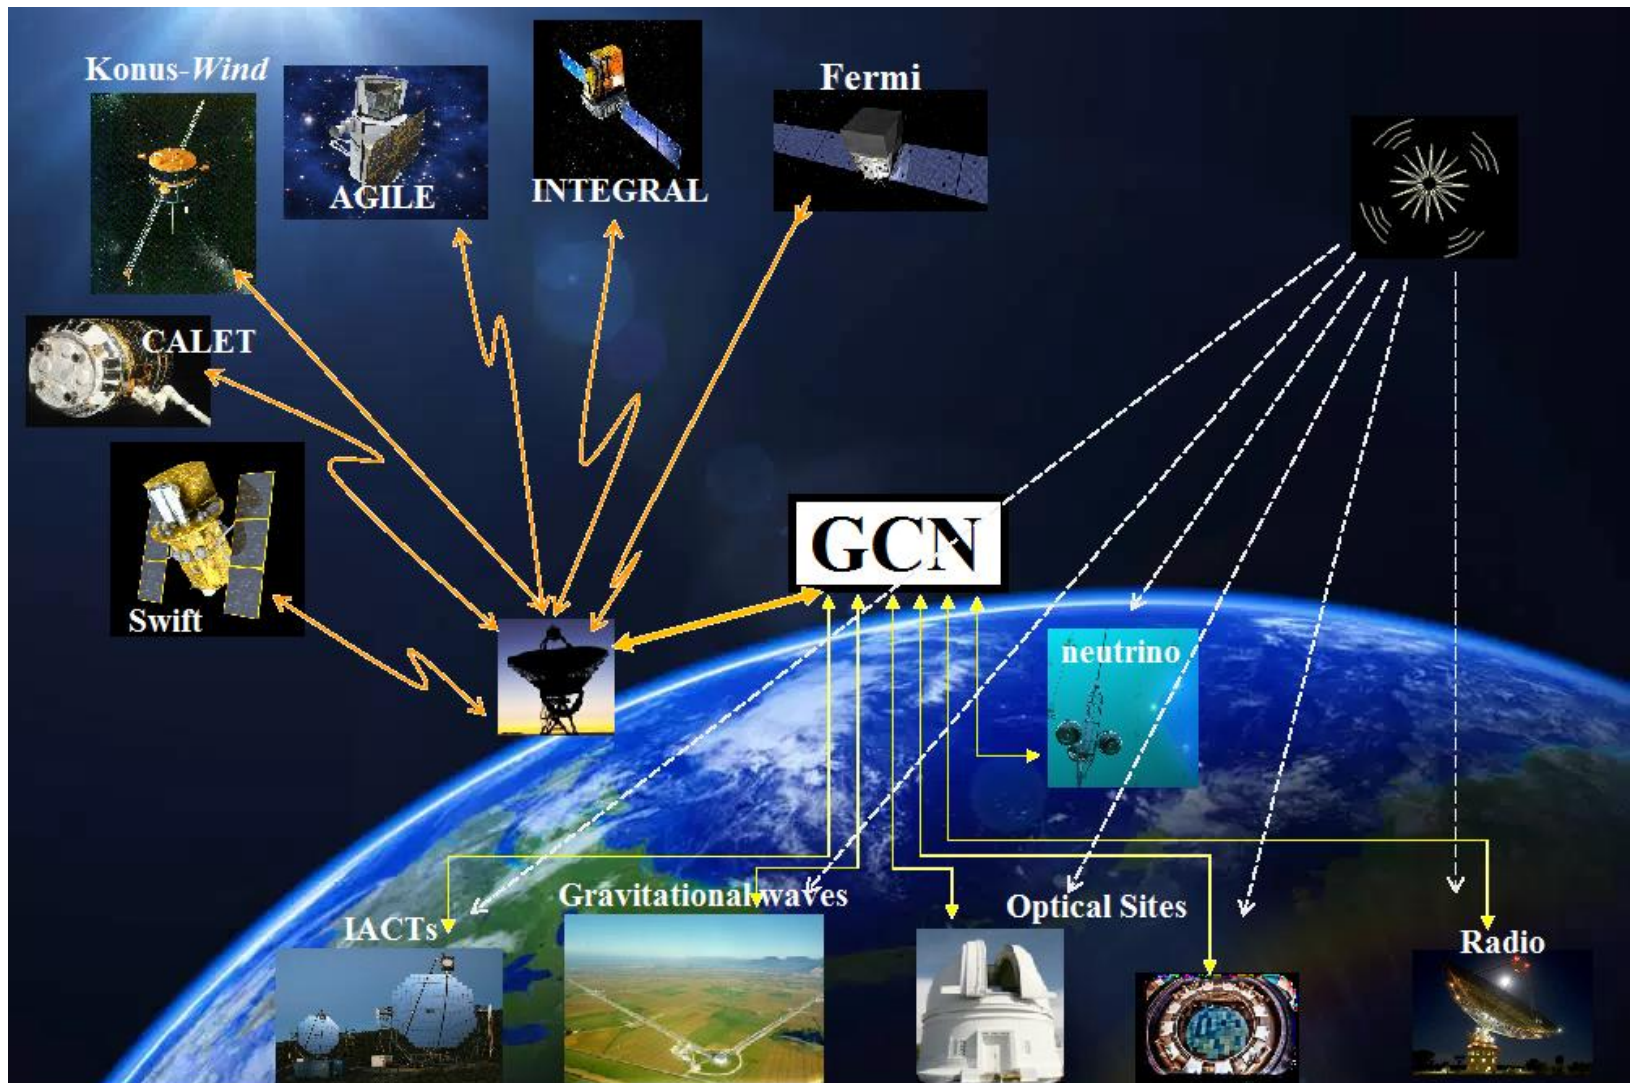 Konus-Wind
AGILE
INTEGRAL
Fermi
CALET
Swift
GCN
neutrino
Gravitational waves
Optical Sites
IACTs
Radio